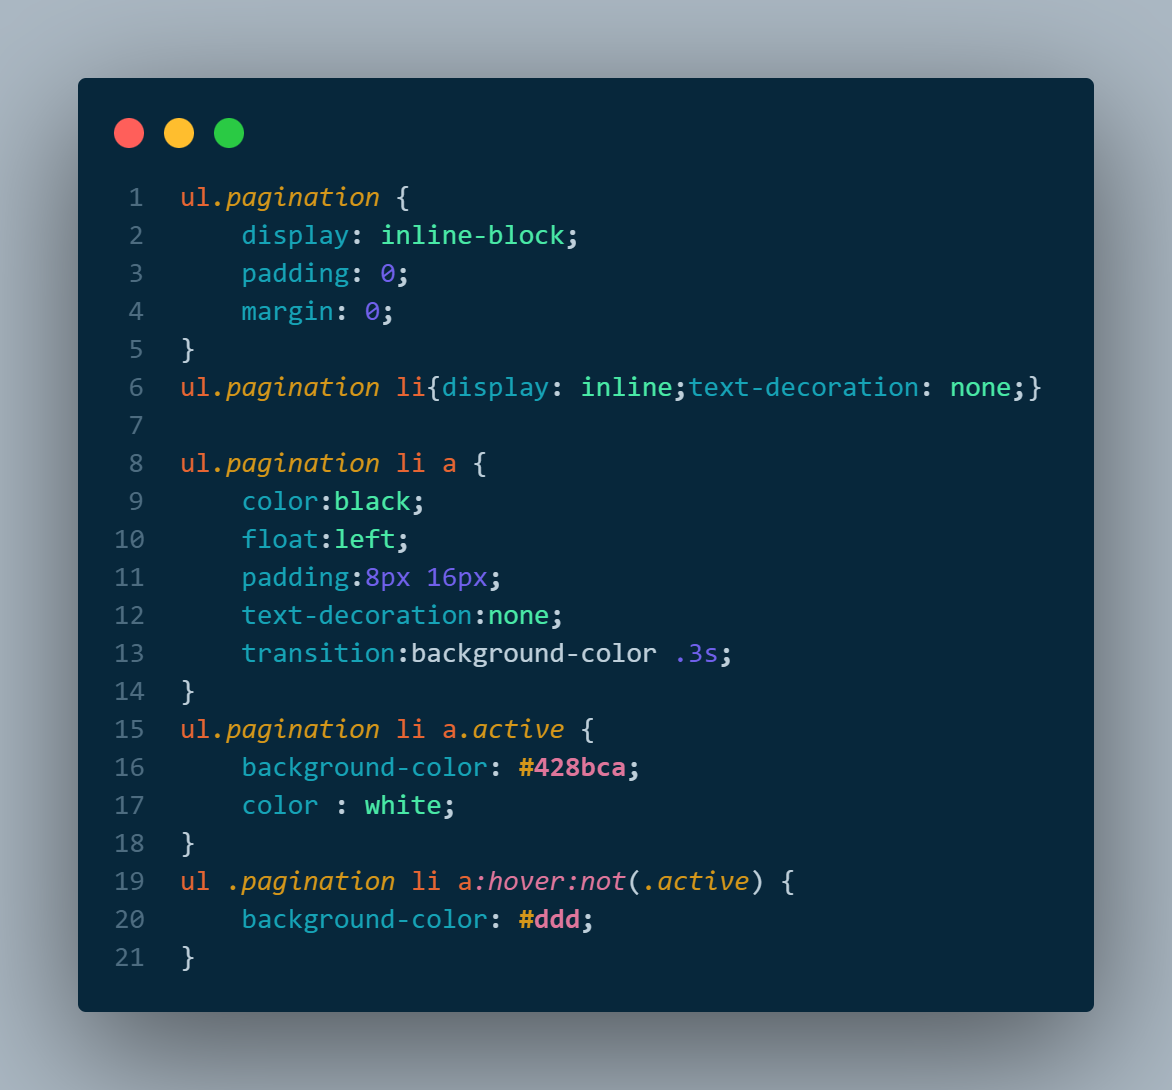 1 ul.pagination {
2     display: inline-block;
3     padding: 0;
4     margin: 0;
5 }
6 ul.pagination li{display: inline;text-decoration: none;}
7
8 ul.pagination li a {
9     color:black;
10     float:left;
11     padding:8px 16px;
12     text-decoration:none;
13     transition:background-color .3s;
14 }
15 ul.pagination li a.active {
16     background-color: #428bca;
17     color : white;
18 }
19 ul .pagination li a:hover:not(.active) {
20     background-color: #ddd;
21 }